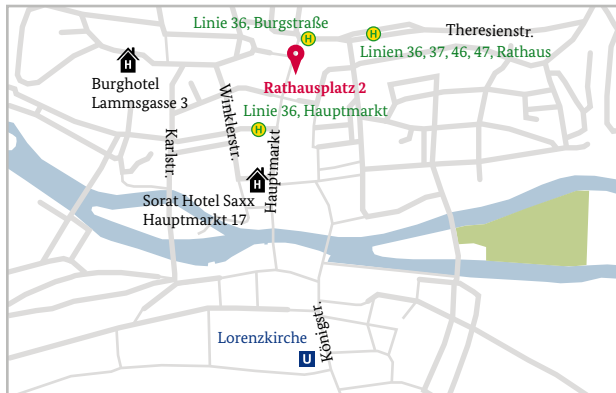 Linie 36, Burgstraße
H
H
Theresienstr.
Linien 36, 37, 46, 47, Rathaus
H
Burghotel
Lammsgasse 3
Rathausplatz 2
Winklerstr.
Linie 36, Hauptmarkt
H
Karlstr.
Hauptmarkt
H
Sorat Hotel Saxx
Hauptmarkt 17
Königstr.
Lorenzkirche
U